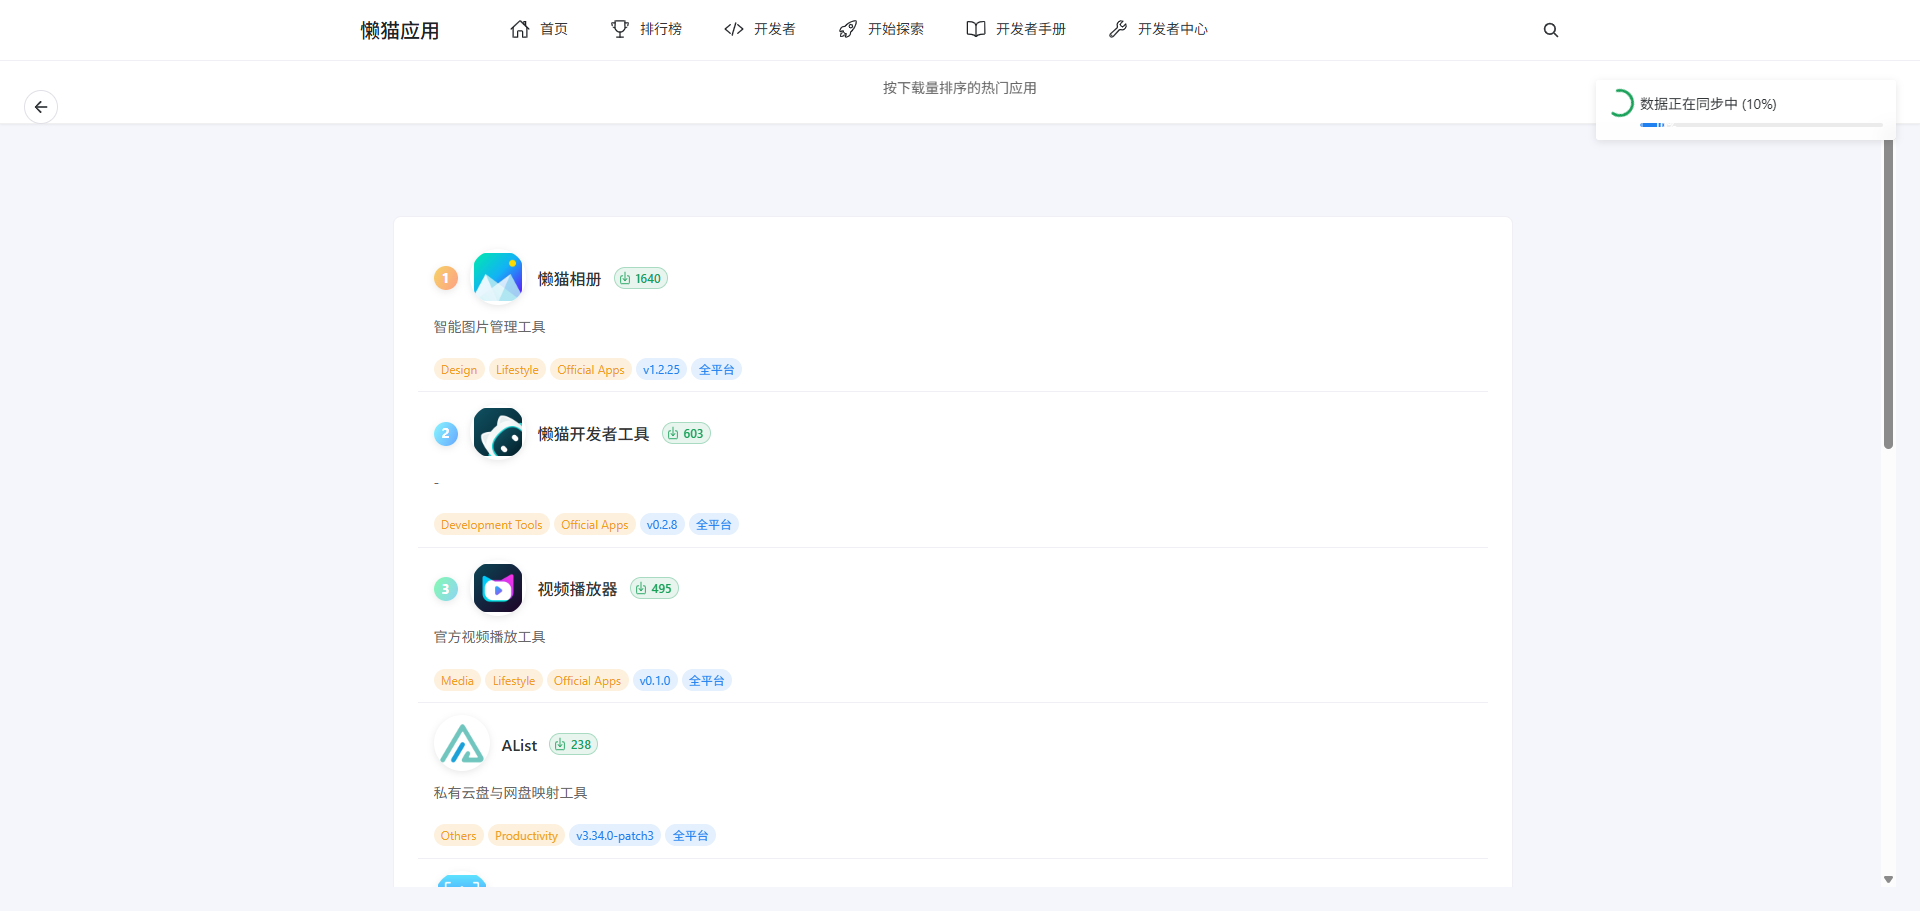 懒猫应用
首页
排行榜
开发者
开始探索
开发者手册
开发者中心
按下载量排序的热门应用
数据正在同步中 (10%)
1 懒猫相册 1640
智能图片管理工具
Design Lifestyle Official Apps v1.2.25 全平台
2 懒猫开发者工具 603
-
Development Tools Official Apps v0.2.8 全平台
3 视频播放器 495
官方视频播放工具
Media Lifestyle Official Apps v0.1.0 全平台
AList 238
私有云盘与网盘映射工具
Others Productivity v3.34.0-patch3 全平台